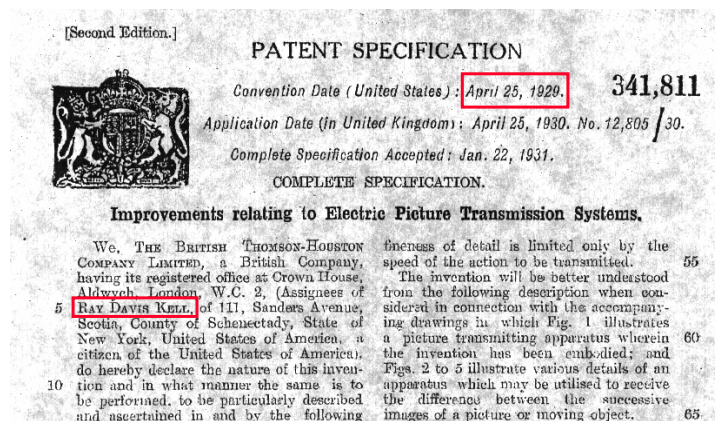 [Second Edition.]
PATENT SPECIFICATION
Convention Date (United States): April 25, 1929.
341,811
Application Date (in United Kingdom): April 25, 1930. No. 12,805 / 30.
Complete Specification Accepted: Jan. 22, 1931.
COMPLETE SPECIFICATION.
Improvements relating to Electric Picture Transmission Systems.
We, THE BRITISH THOMSON-HOUSTON
COMPANY LIMITED, a British Company,
having its registered office at Crown House,
Aldwych, London, W.C. 2, (Assignees of
5 RAY DAVIS KELL, of 111, Sanders Avenue,
Scotia, County of Schenectady, State of
New York, United States of America, a
citizen of the United States of America),
do hereby declare the nature of this inven-
10 tion and in what manner the same is to
be performed, to be particularly described
and ascertained in and by the following
fineness of detail is limited only by the
speed of the action to be transmitted. 55
The invention will be better understood
from the following description when con-
sidered in connection with the accompany-
ing drawings in which Fig. 1 illustrates
a picture transmitting apparatus wherein 60
the invention has been embodied; and
Figs. 2 to 5 illustrate various details of an
apparatus which may be utilised to receive
the difference between the successive
images of a picture or moving object. 65